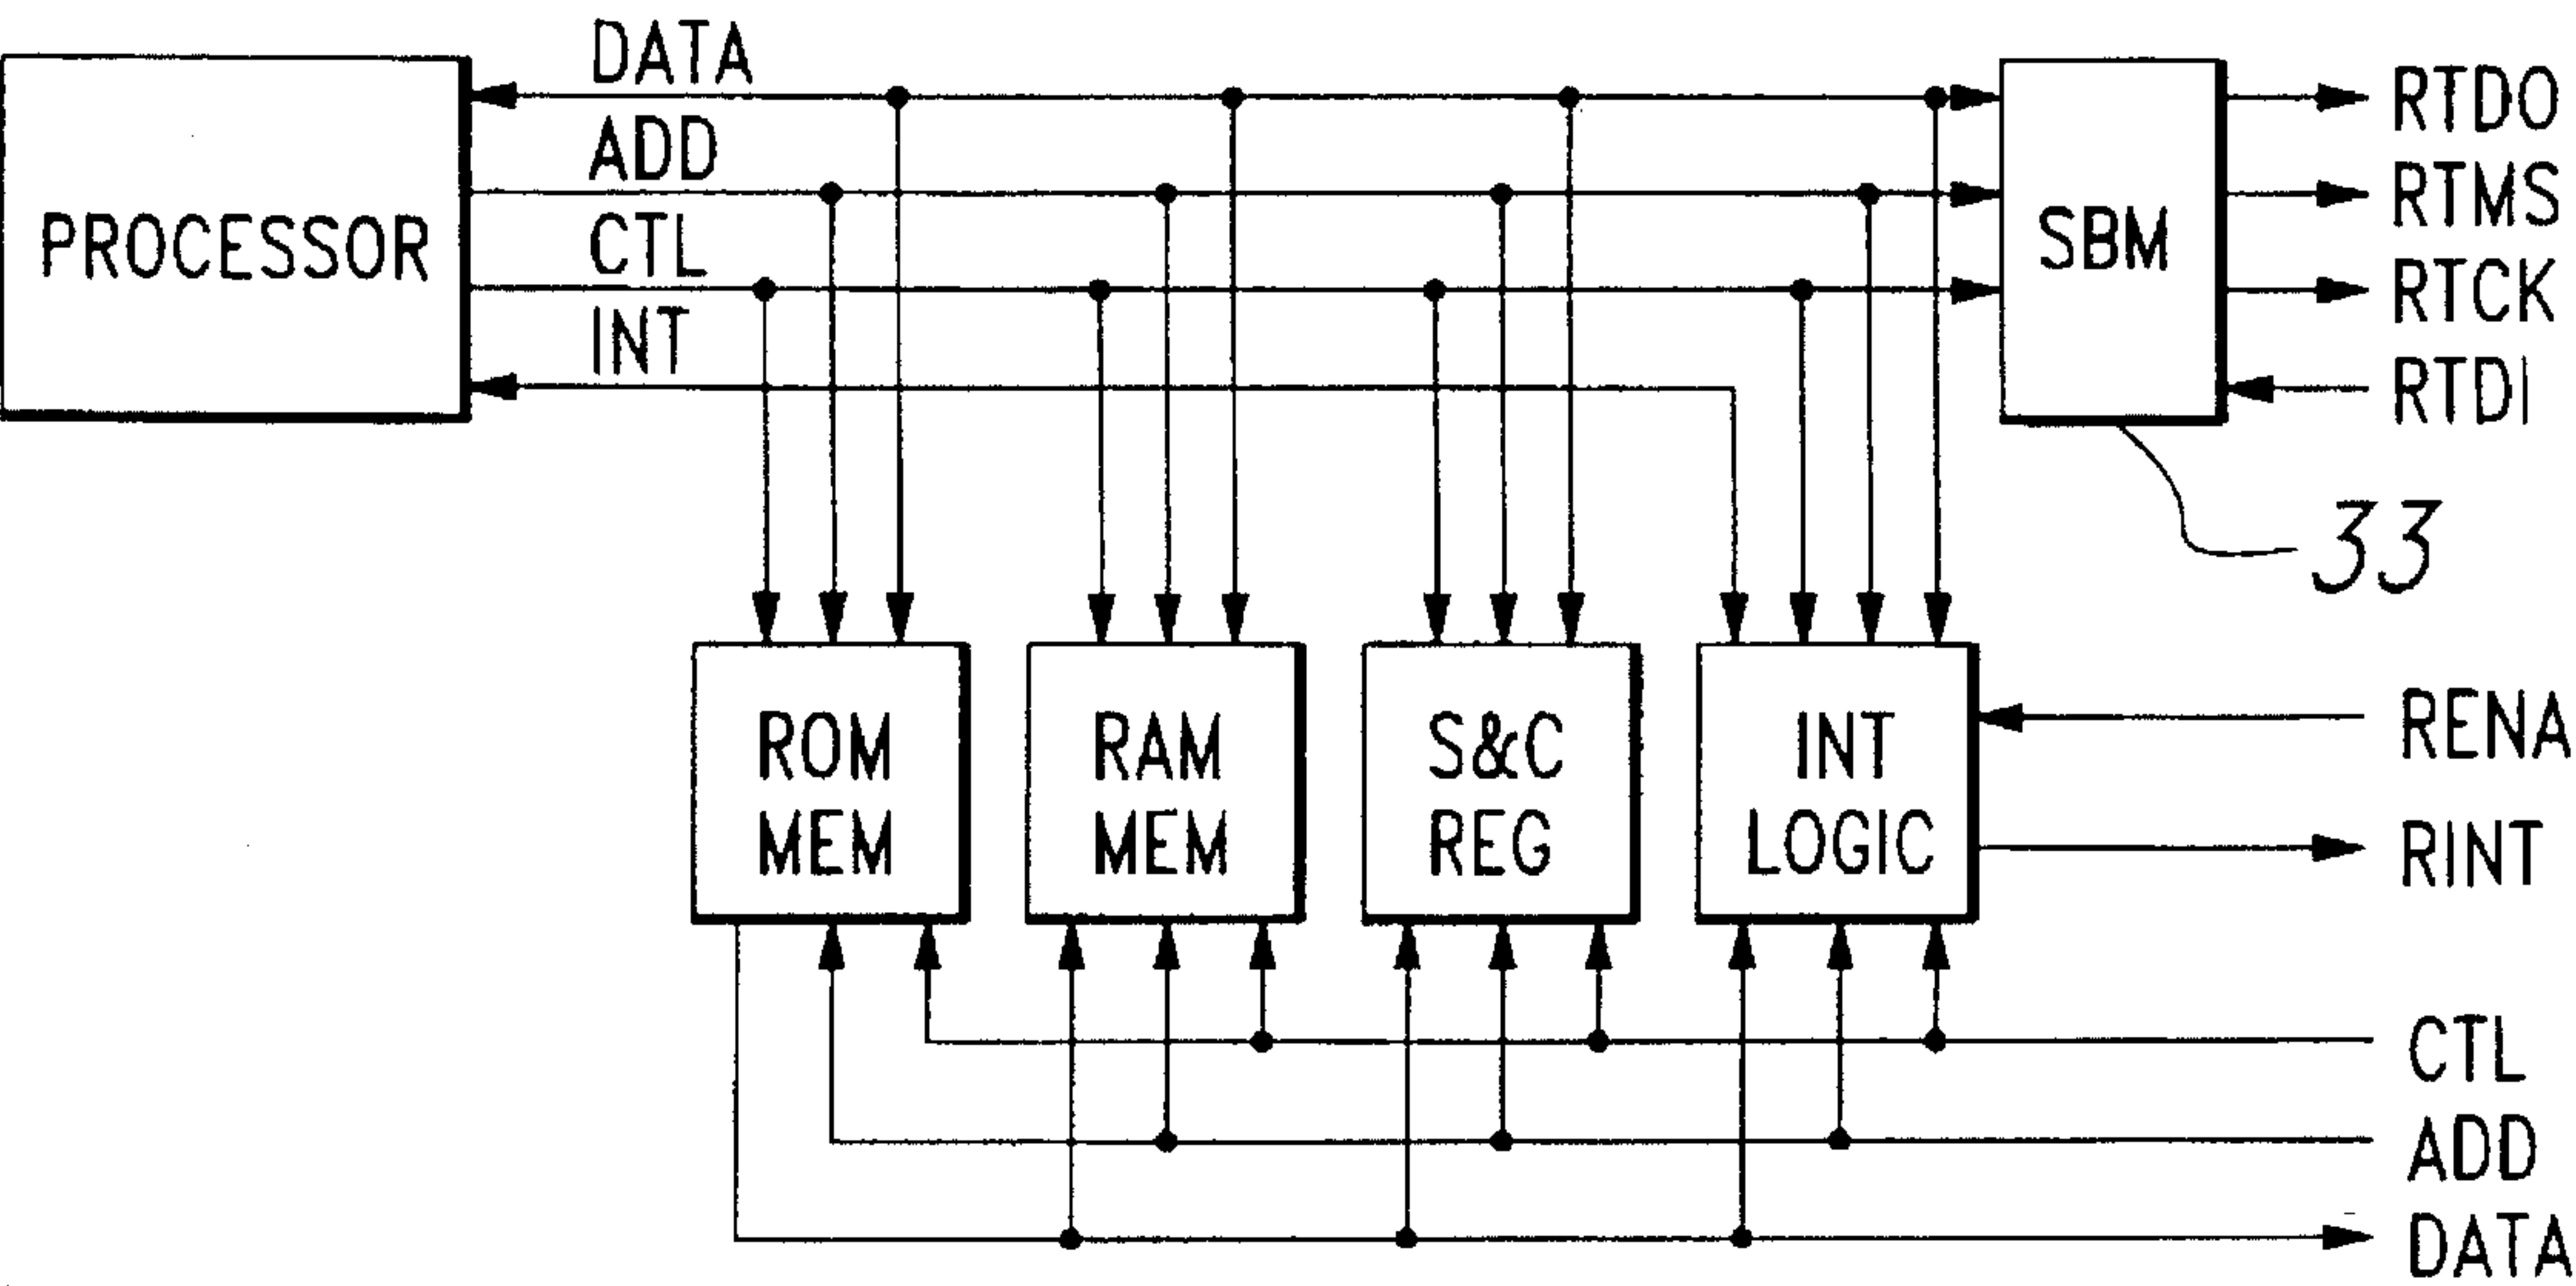 DATA
ADD
CTL
INT
PROCESSOR
SBM
RTDO
RTMS
RTCK
RTDI
33
ROM
MEM
RAM
MEM
S&C
REG
INT
LOGIC
RENA
RINT
CTL
ADD
DATA